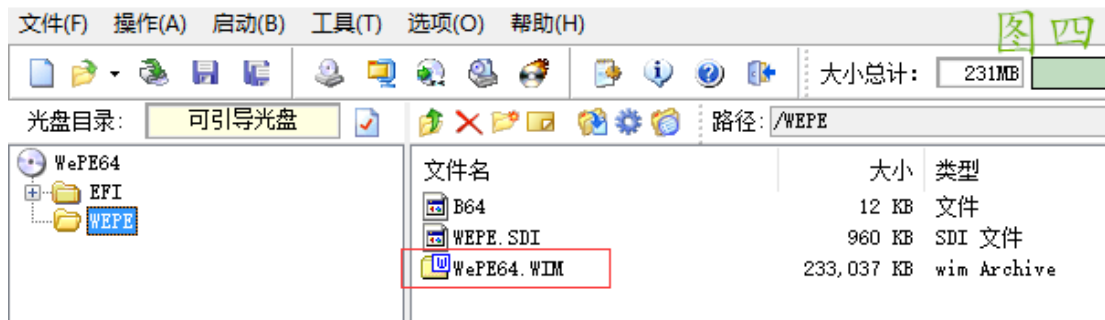 文件(F) 操作(A) 启动(B) 工具(T) 选项(O) 帮助(H)
图四
大小总计: 231MB
光盘目录: 可引导光盘 路径: /WEPE
WePE64
EFI
WEPE
文件名 大小 类型
B64 12 KB 文件
WEPE.SDI 960 KB SDI 文件
WePE64.WIM 233,037 KB wim Archive